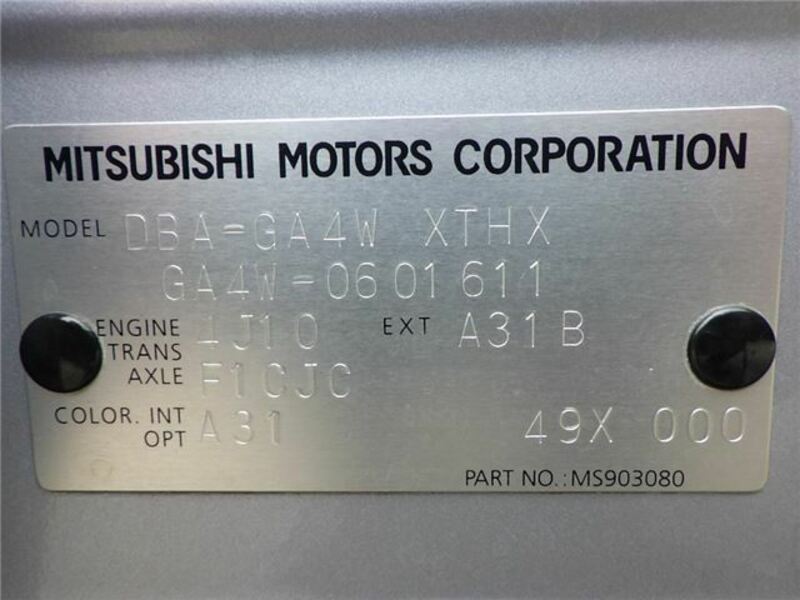 MITSUBISHI MOTORS CORPORATION
MODEL DBA-GA4W XTHX
GA4W-0601611
ENGINE 4J10 EXT A31B
TRANS
AXLE F1CJC
COLOR. INT A31 49X 000
OPT
PART NO.:MS903080